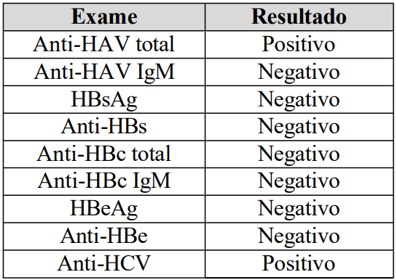 Exame Resultado
Anti-HAV total Positivo
Anti-HAV IgM Negativo
HBsAg Negativo
Anti-HBs Negativo
Anti-HBc total Negativo
Anti-HBc IgM Negativo
HBeAg Negativo
Anti-HBe Negativo
Anti-HCV Positivo